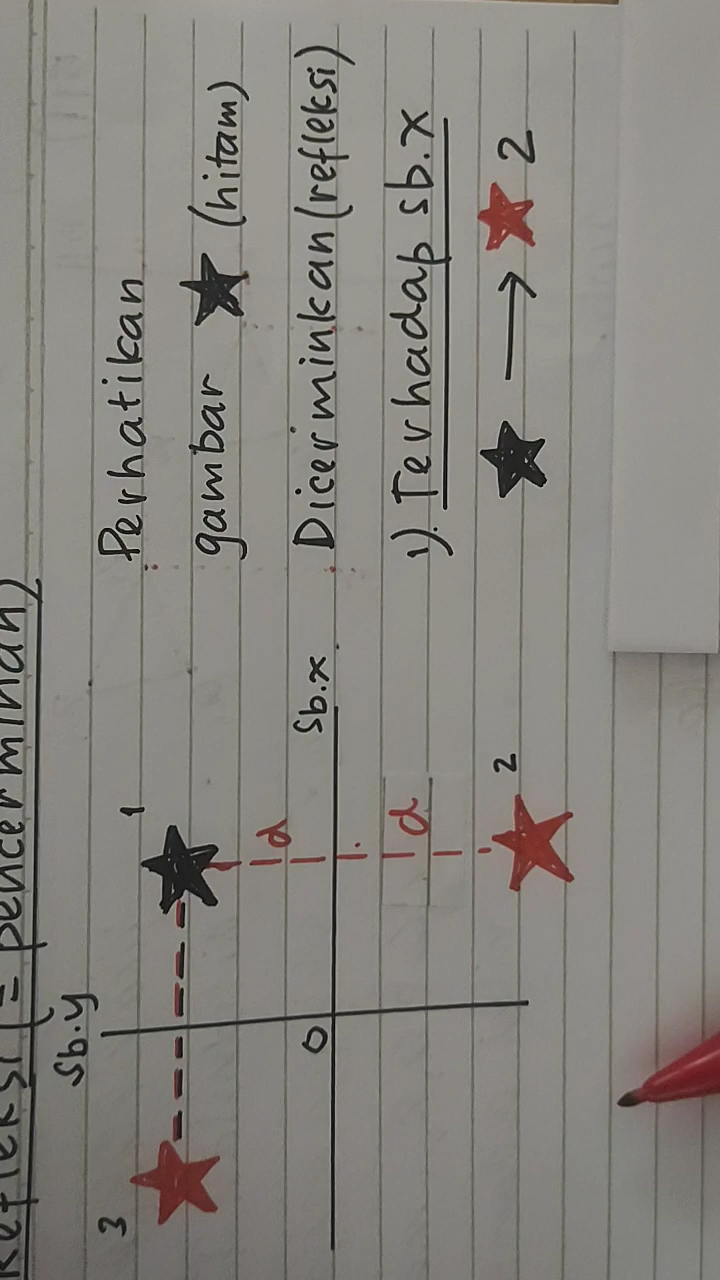 Refleksi (= pencerminan)
Sb.y
3
1
d
Sb.x
0
d
2
Perhatikan
gambar ★ (hitam)
Dicerminkan (refleksi)
1). Terhadap sb.x
★ → ★ 2